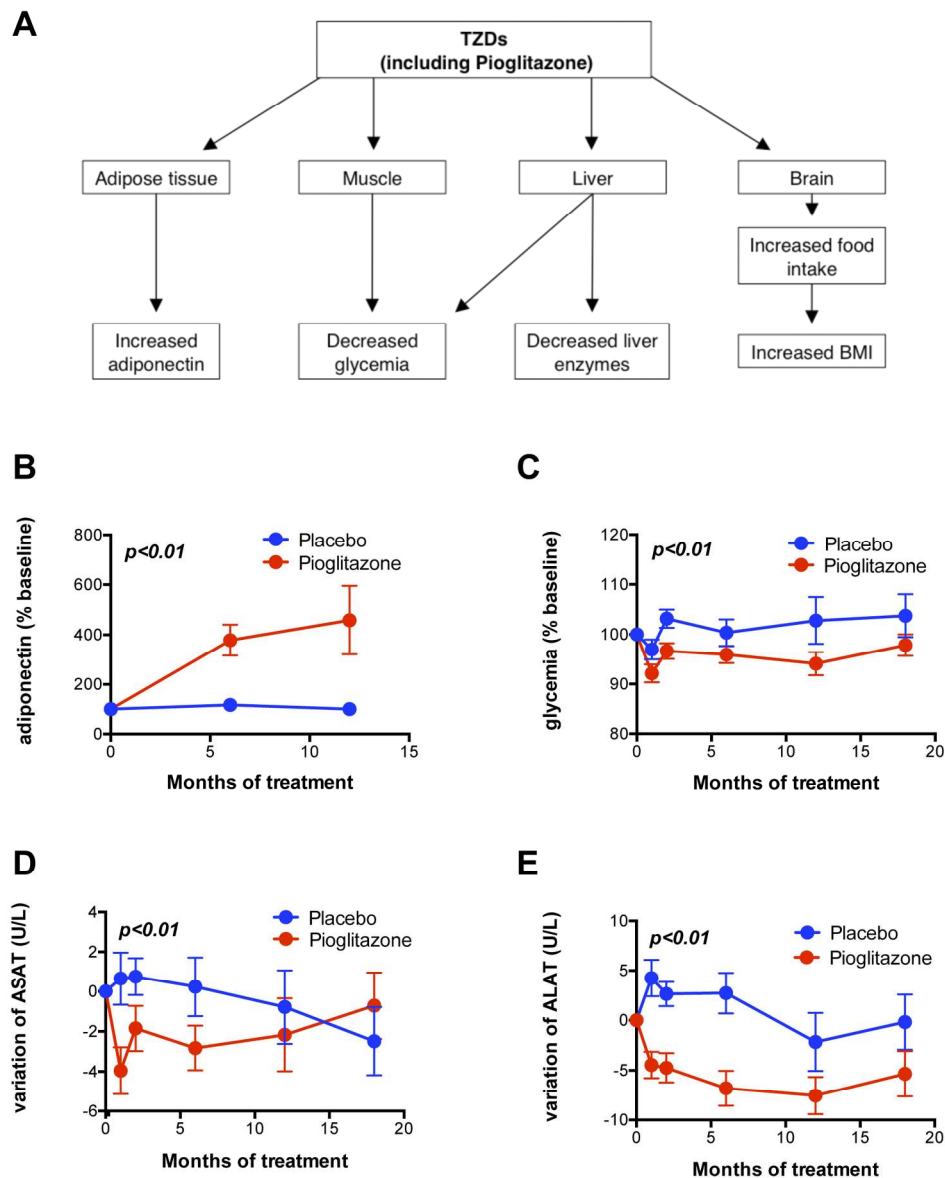 A
TZDs
(including Pioglitazone)
Adipose tissue
Muscle
Liver
Brain
Increased food
intake
Increased
adiponectin
Decreased
glycemia
Decreased liver
enzymes
Increased BMI
B
adiponectin (% baseline)
800
600
400
200
0
p<0.01
Placebo
Pioglitazone
0
5
10
15
Months of treatment
C
glycemia (% baseline)
120
110
100
90
80
p<0.01
Placebo
Pioglitazone
0
5
10
15
20
Months of treatment
D
variation of ASAT (U/L)
4
2
0
-2
-4
-6
p<0.01
Placebo
Pioglitazone
0
5
10
15
20
Months of treatment
E
variation of ALAT (U/L)
10
5
0
-5
-10
p<0.01
Placebo
Pioglitazone
0
5
10
15
20
Months of treatment